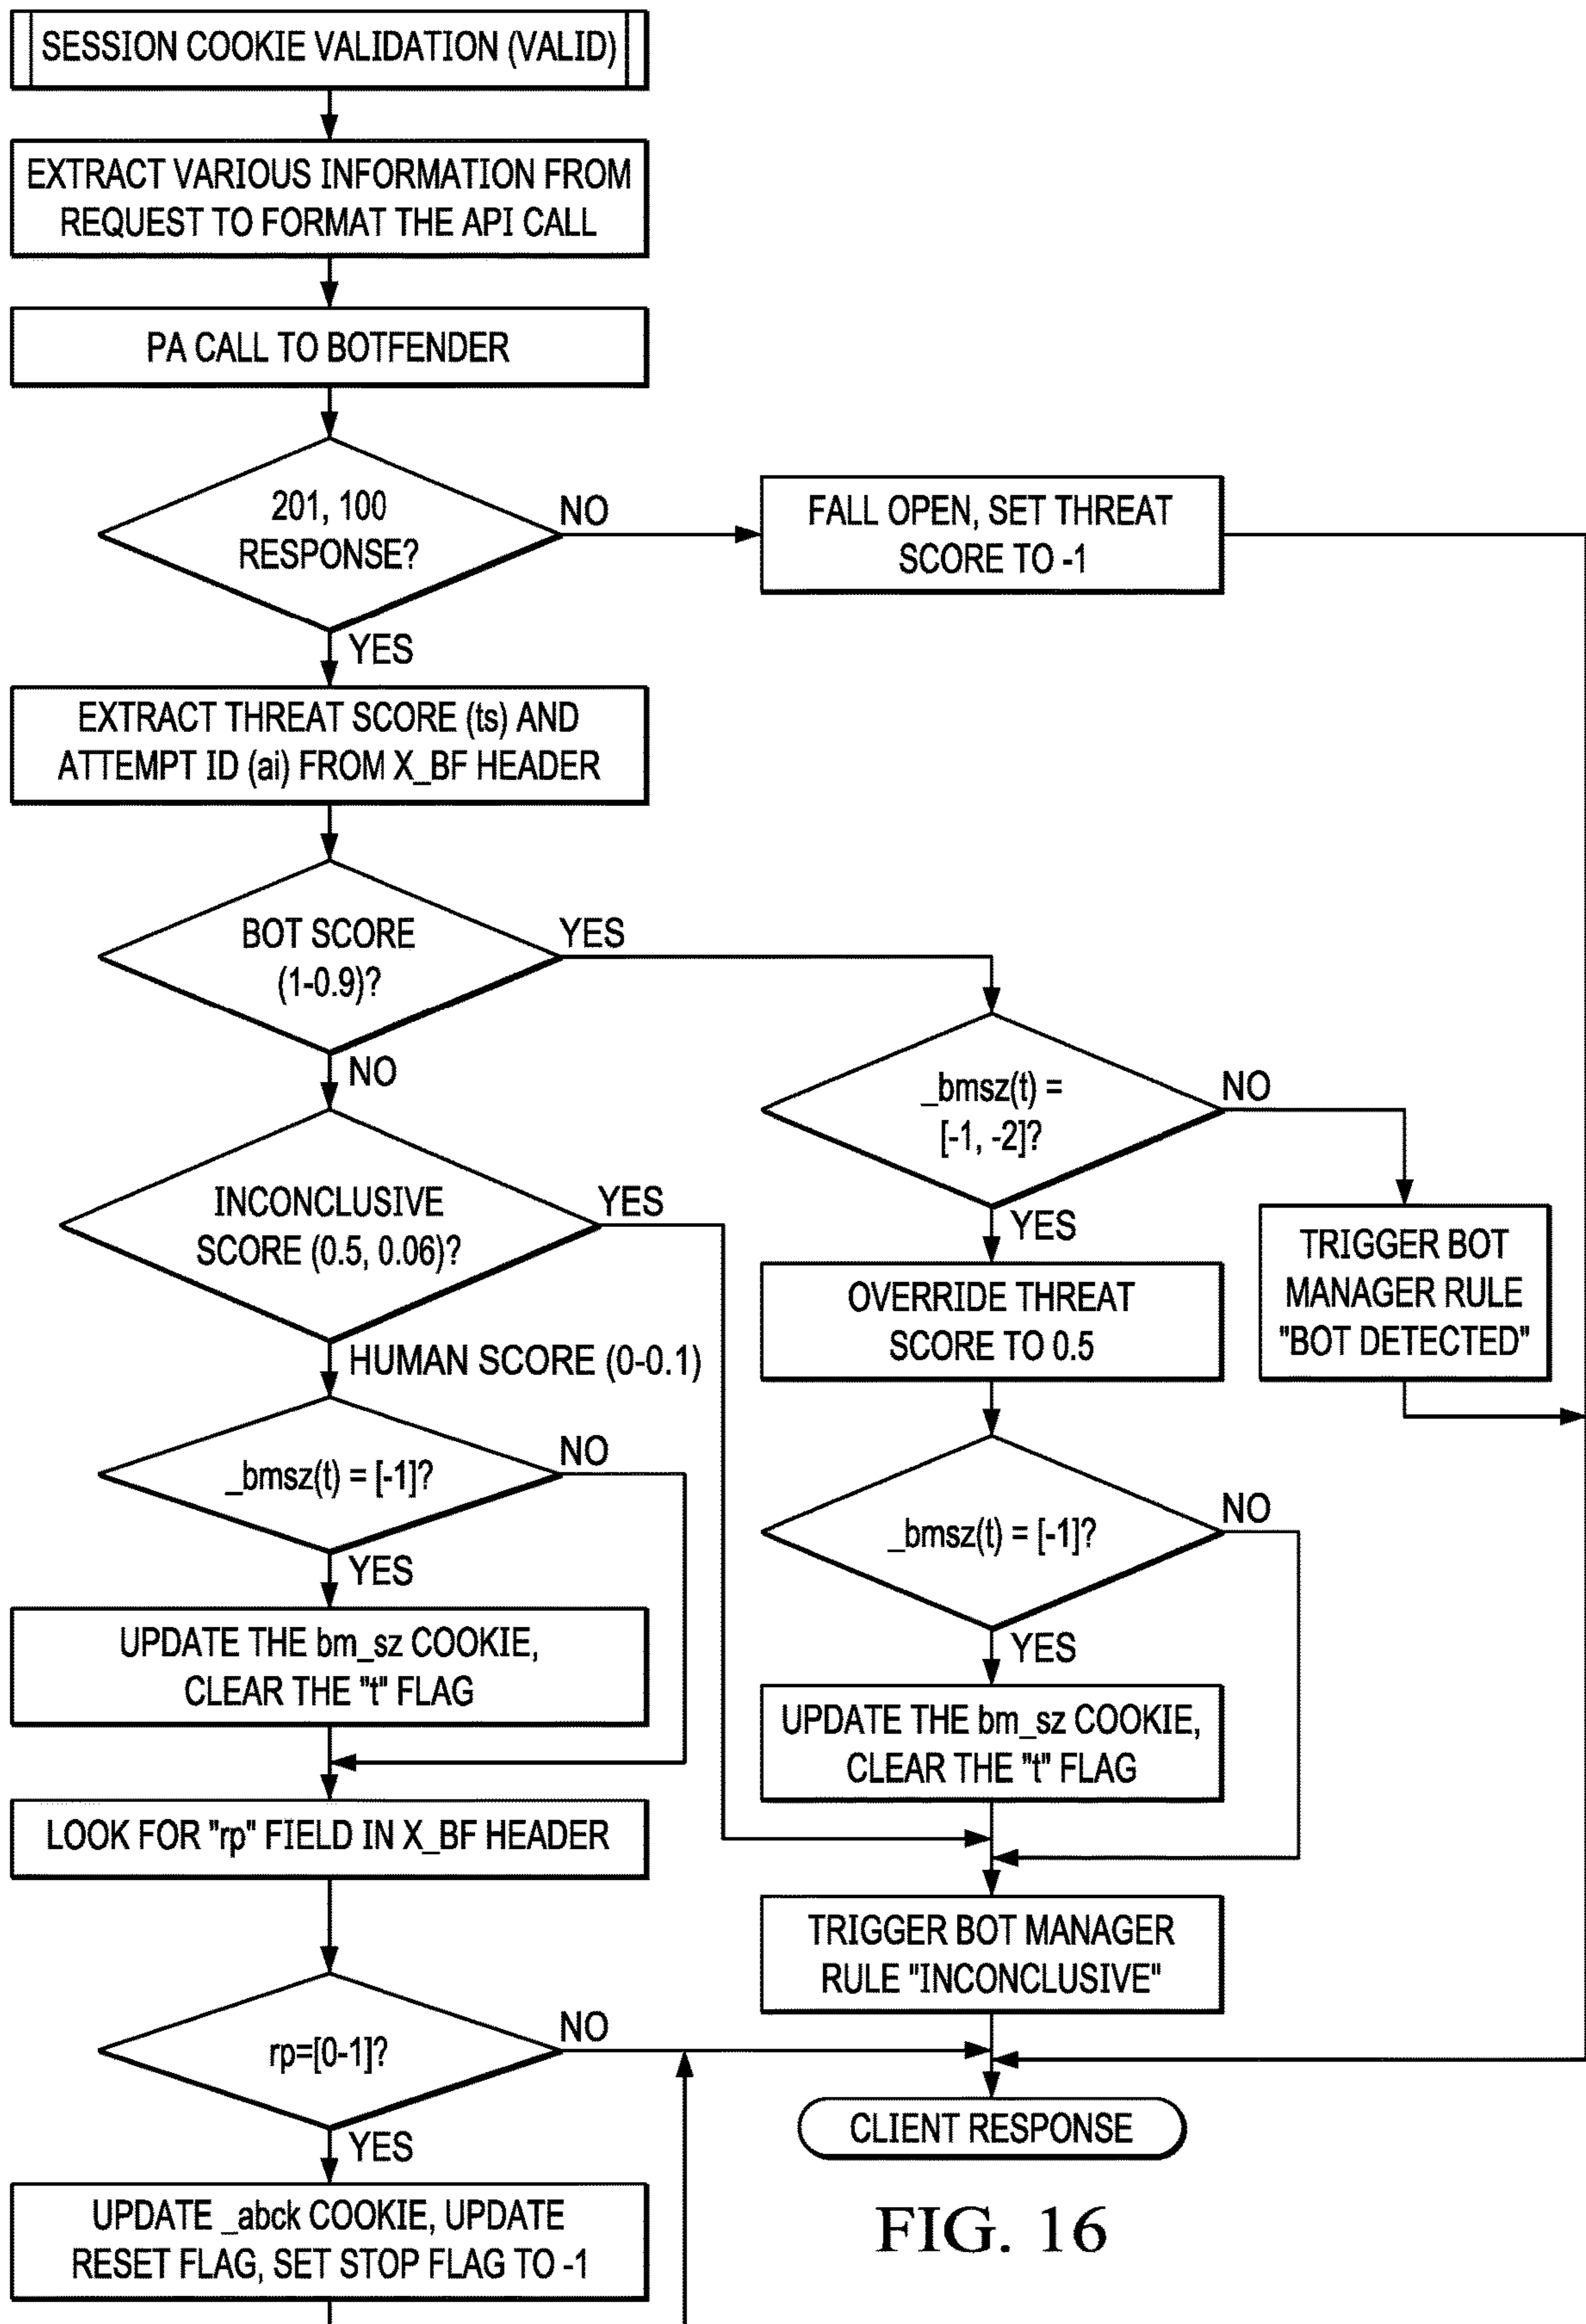 SESSION COOKIE VALIDATION (VALID)
EXTRACT VARIOUS INFORMATION FROM
REQUEST TO FORMAT THE API CALL
PA CALL TO BOTFENDER
201, 100
RESPONSE?
NO
FALL OPEN, SET THREAT
SCORE TO -1
YES
EXTRACT THREAT SCORE (ts) AND
ATTEMPT ID (ai) FROM X_BF HEADER
BOT SCORE
(1-0.9)?
YES
NO
_bmsz(t) =
[-1, -2]?
NO
INCONCLUSIVE
SCORE (0.5, 0.06)?
YES
YES
TRIGGER BOT
MANAGER RULE
"BOT DETECTED"
OVERRIDE THREAT
SCORE TO 0.5
HUMAN SCORE (0-0.1)
_bmsz(t) = [-1]?
NO
_bmsz(t) = [-1]?
NO
YES
UPDATE THE bm_sz COOKIE,
CLEAR THE "t" FLAG
YES
UPDATE THE bm_sz COOKIE,
CLEAR THE "t" FLAG
LOOK FOR "rp" FIELD IN X_BF HEADER
TRIGGER BOT MANAGER
RULE "INCONCLUSIVE"
rp=[0-1]?
NO
CLIENT RESPONSE
YES
UPDATE _abck COOKIE, UPDATE
RESET FLAG, SET STOP FLAG TO -1
FIG. 16